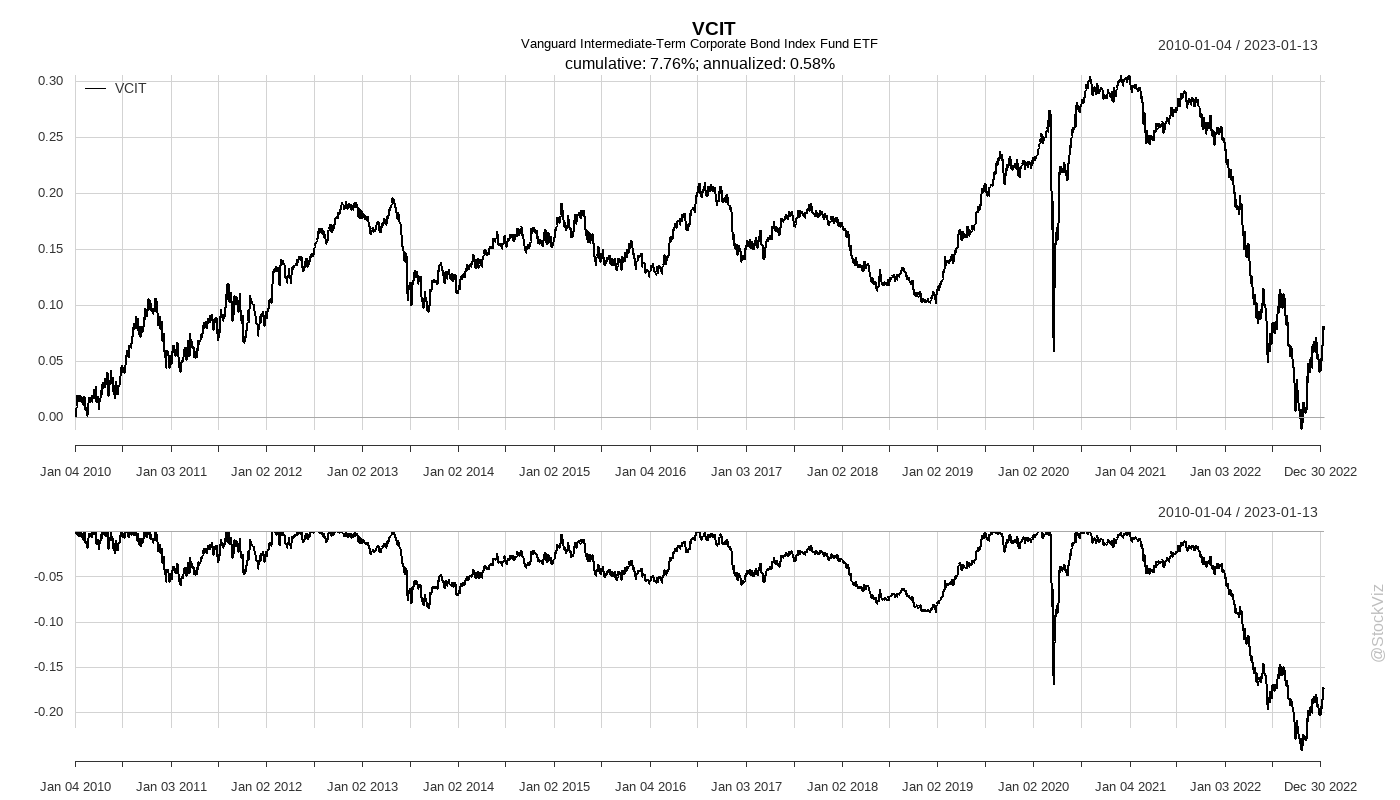 VCIT
Vanguard Intermediate-Term Corporate Bond Index Fund ETF
2010-01-04 / 2023-01-13
cumulative: 7.76%; annualized: 0.58%
VCIT
0.30
0.25
0.20
0.15
0.10
0.05
0.00
Jan 04 2010 Jan 03 2011 Jan 02 2012 Jan 02 2013 Jan 02 2014 Jan 02 2015 Jan 04 2016 Jan 03 2017 Jan 02 2018 Jan 02 2019 Jan 02 2020 Jan 04 2021 Jan 03 2022 Dec 30 2022
2010-01-04 / 2023-01-13
-0.05
-0.10
-0.15
-0.20
Jan 04 2010 Jan 03 2011 Jan 02 2012 Jan 02 2013 Jan 02 2014 Jan 02 2015 Jan 04 2016 Jan 03 2017 Jan 02 2018 Jan 02 2019 Jan 02 2020 Jan 04 2021 Jan 03 2022 Dec 30 2022
@StockViz